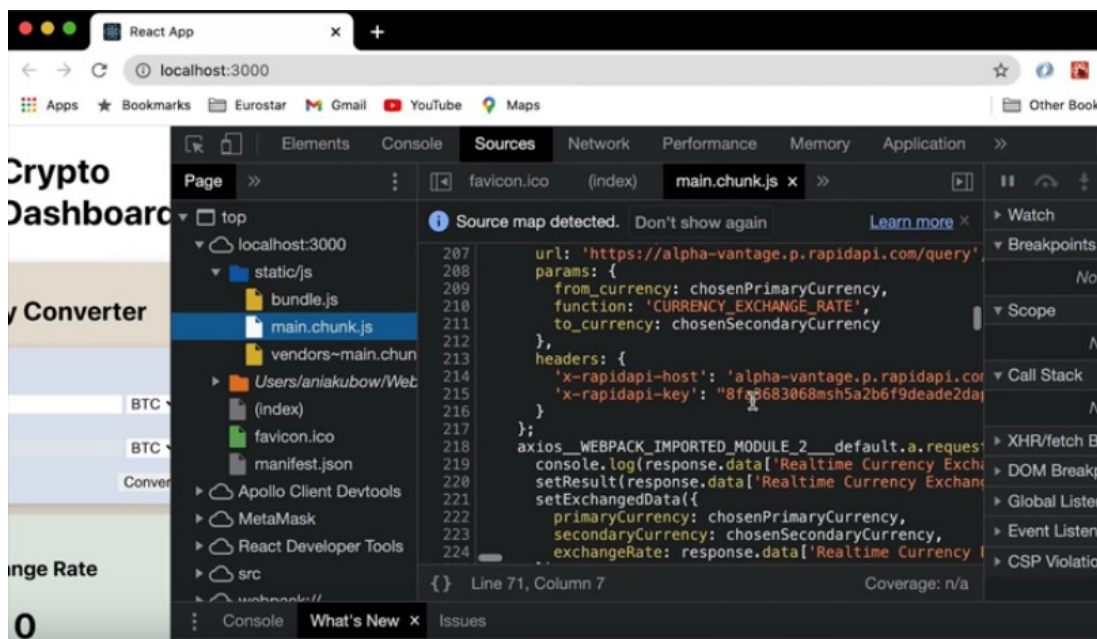 React App
localhost:3000
Apps Bookmarks Eurostar Gmail YouTube Maps Other Book
Crypto
Dashboard
y Converter
BTC
BTC
Conver
ange Rate
0
Elements Console Sources Network Performance Memory Application
Page
top
localhost:3000
static/js
bundle.js
main.chunk.js
vendors~main.chun
Users/aniakubow/Web
(index)
favicon.ico
manifest.json
Apollo Client Devtools
MetaMask
React Developer Tools
src
webpack://
favicon.ico (index) main.chunk.js
Source map detected. Don't show again Learn more
207 url: 'https://alpha-vantage.p.rapidapi.com/query',
208 params: {
209 from_currency: chosenPrimaryCurrency,
210 function: 'CURRENCY_EXCHANGE_RATE',
211 to_currency: chosenSecondaryCurrency
212 },
213 headers: {
214 'x-rapidapi-host': 'alpha-vantage.p.rapidapi.com
215 'x-rapidapi-key':
216 }
217 };
218 axios__WEBPACK_IMPORTED_MODULE_2___default.a.request
219 console.log(response.data['Realtime Currency Excha
220 setResult(response.data['Realtime Currency Exchang
221 setExchangedData({
222 primaryCurrency: chosenPrimaryCurrency,
223 secondaryCurrency: chosenSecondaryCurrency,
224 exchangeRate: response.data['Realtime Currency
{} Line 71, Column 7 Coverage: n/a
Watch
Breakpoints
No
Scope
N
Call Stack
N
XHR/fetch B
DOM Breakp
Global Liste
Event Listen
CSP Violatio
Console What's New Issues